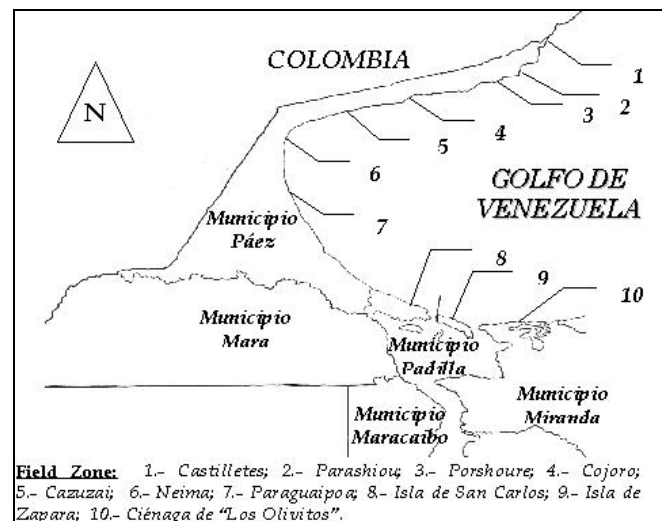 COLOMBIA
1
2
3
4
5
6
7
N
GOLFO DE
VENEZUELA
Municipio
Páez
8
9
10
Municipio
Mara
Municipio
Padilla
Municipio
Miranda
Municipio
Maracaibo
Field Zone: 1.- Castilletes; 2.- Parashiou; 3.- Porshoure; 4.- Cojoro;
5.- Cazuzai; 6.- Neima; 7.- Paraguaipoa; 8.- Isla de San Carlos; 9.- Isla de
Zapara; 10.- Ciénaga de “Los Olivitos”.